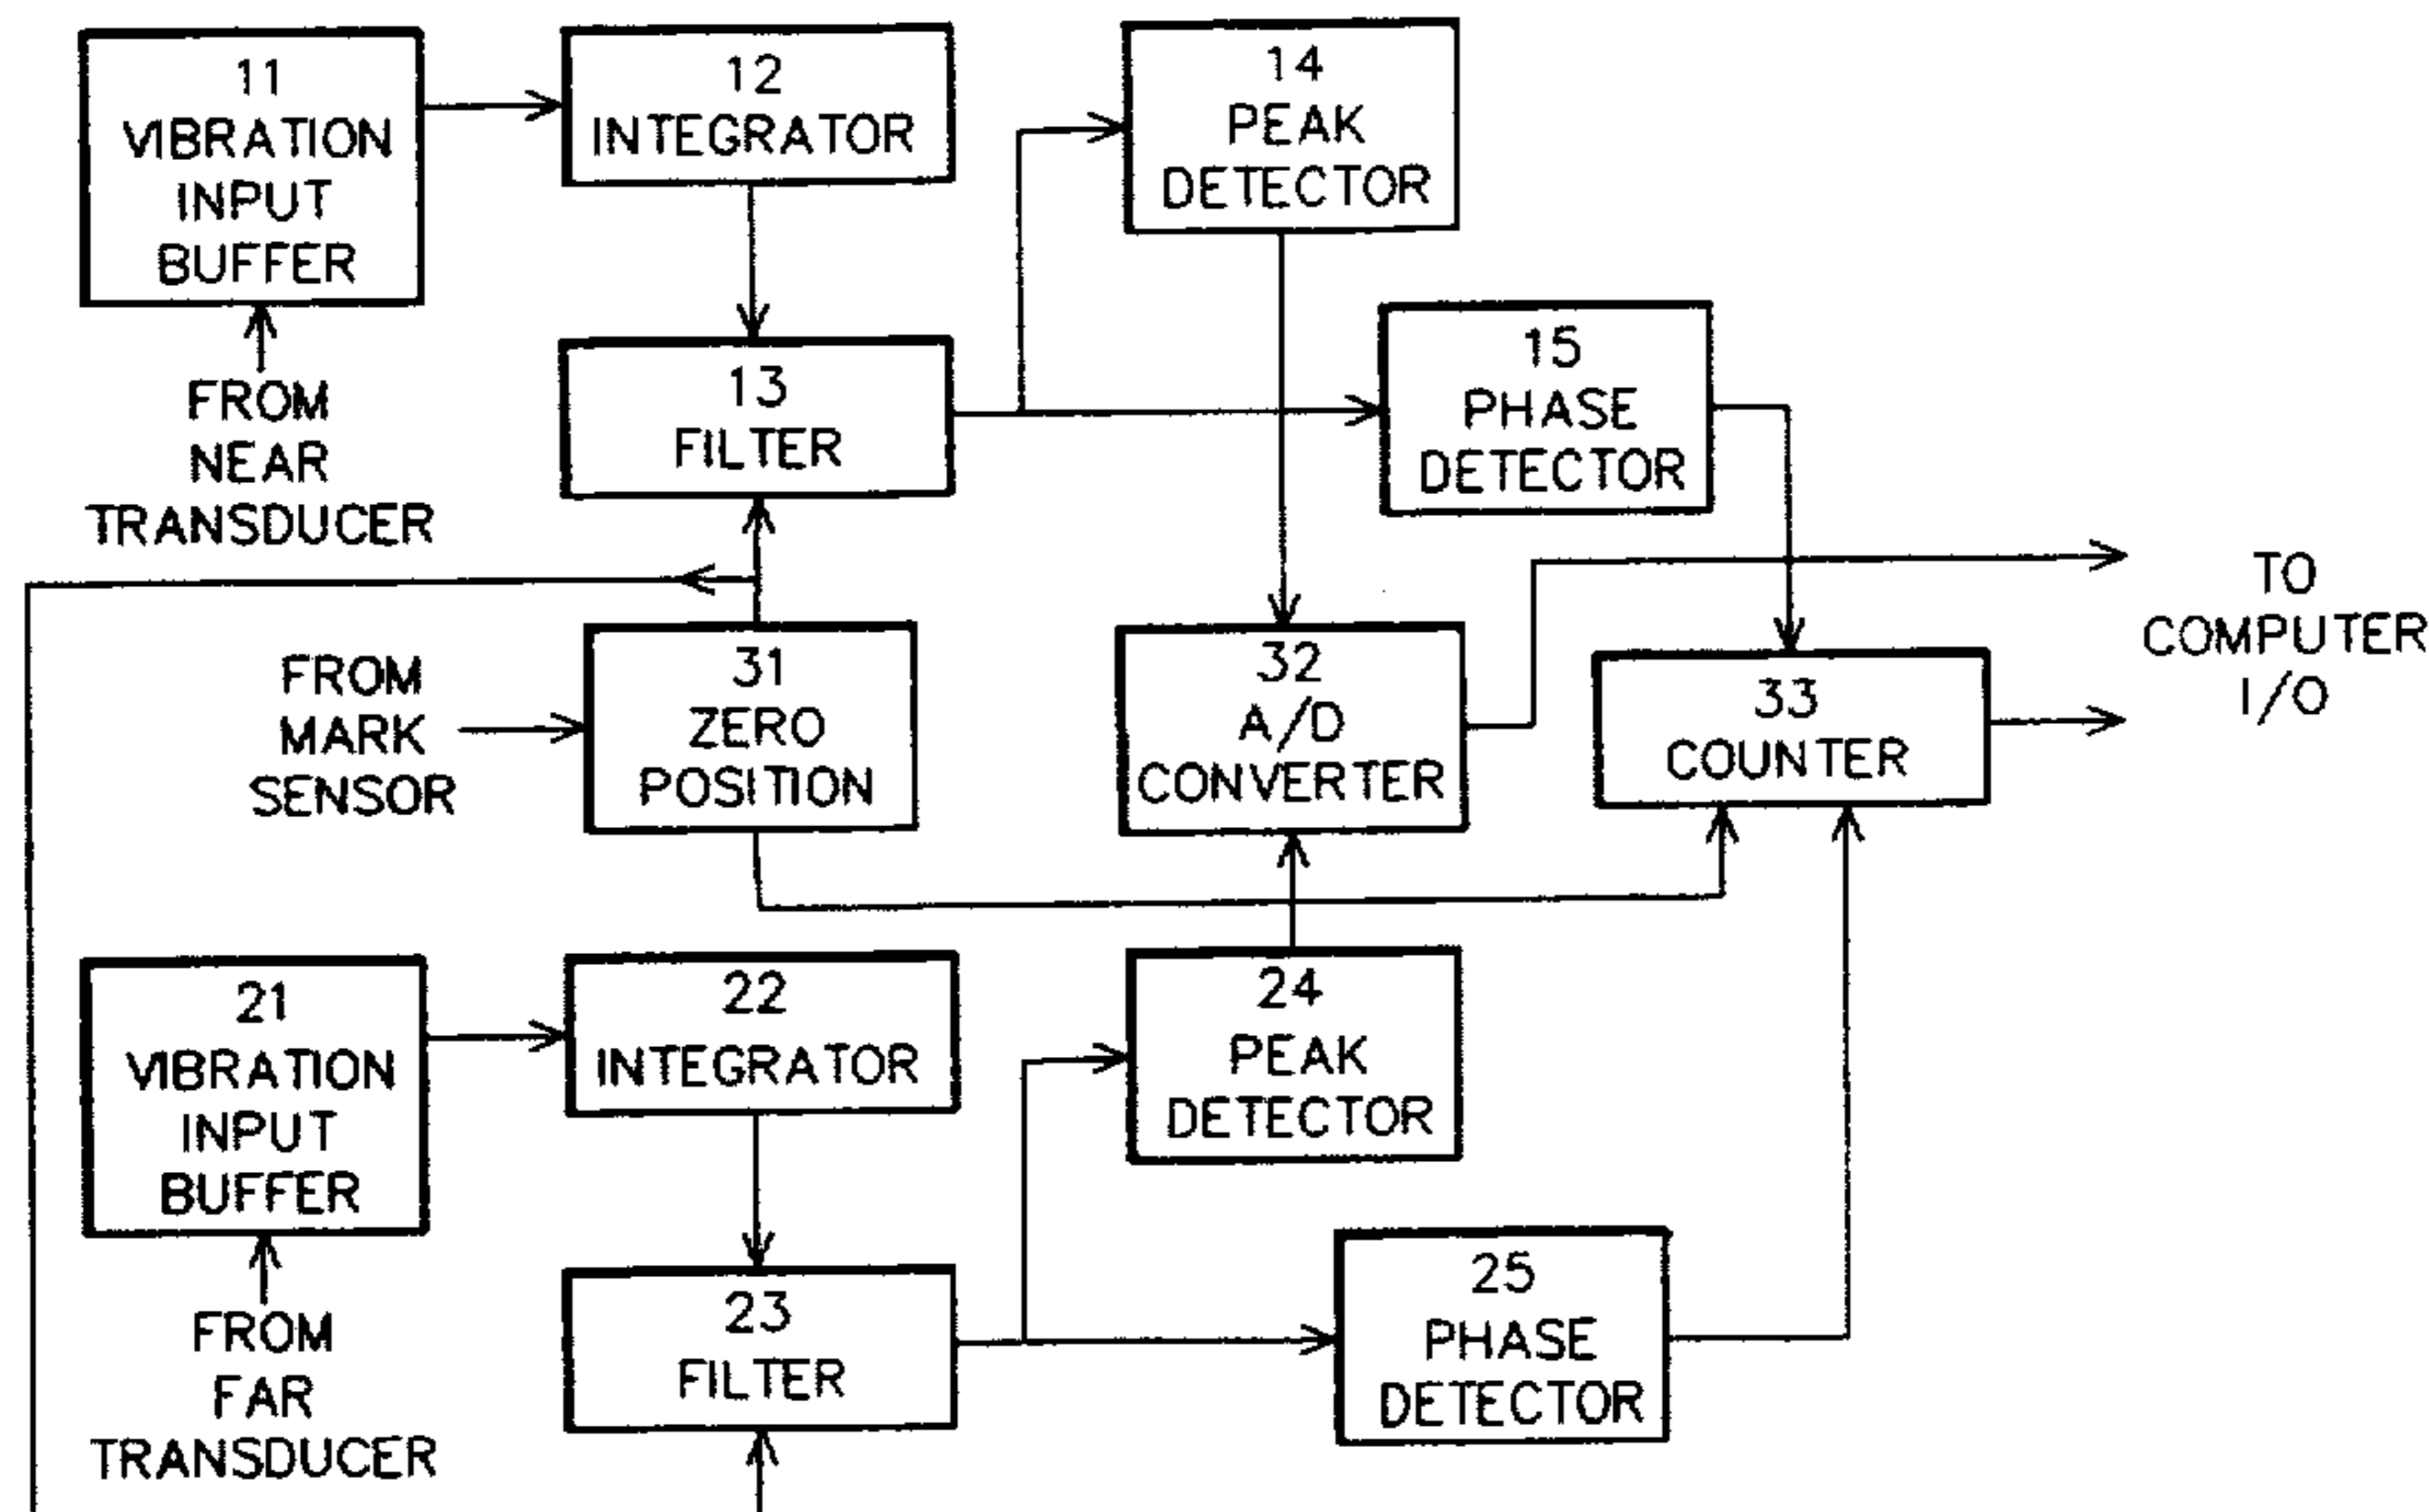 11
VIBRATION
INPUT
BUFFER
12
INTEGRATOR
14
PEAK
DETECTOR
FROM
NEAR
TRANSDUCER
13
FILTER
15
PHASE
DETECTOR
FROM
MARK
SENSOR
31
ZERO
POSITION
32
A/D
CONVERTER
33
COUNTER
TO
COMPUTER
I/O
21
VIBRATION
INPUT
BUFFER
22
INTEGRATOR
24
PEAK
DETECTOR
FROM
FAR
TRANSDUCER
23
FILTER
25
PHASE
DETECTOR